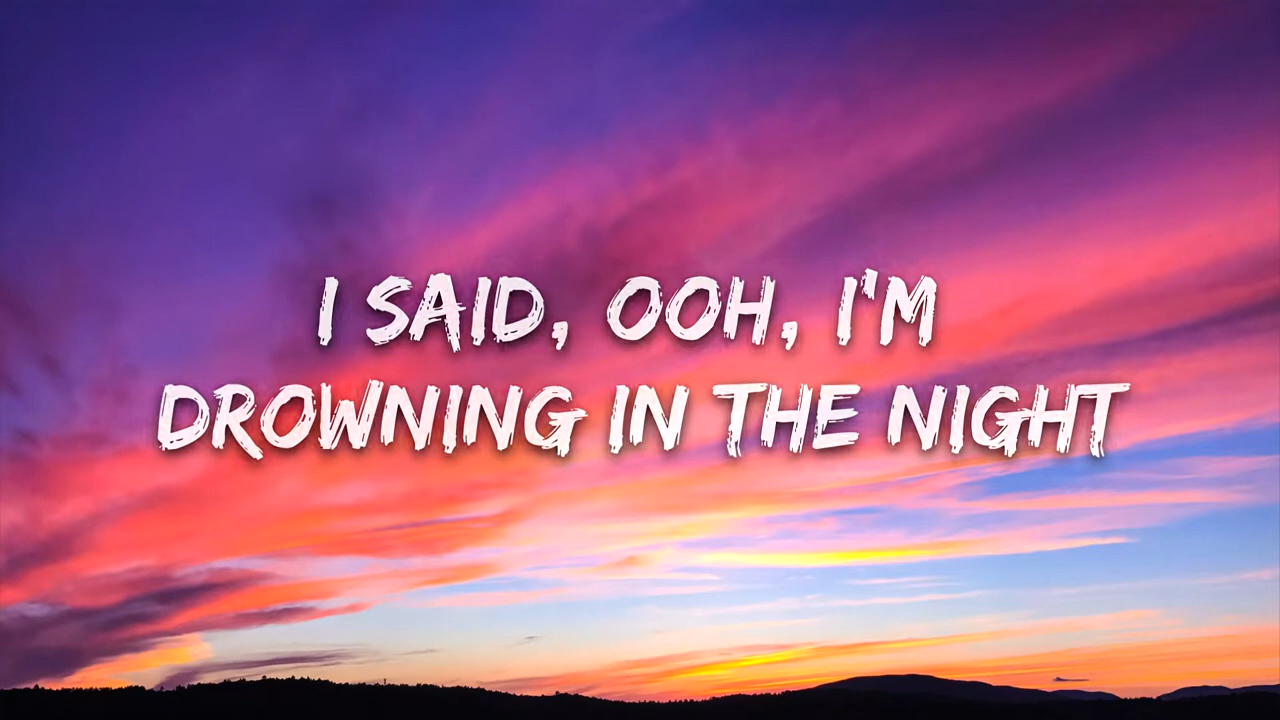 I SAID, OOH, I'M
DROWNING IN THE NIGHT